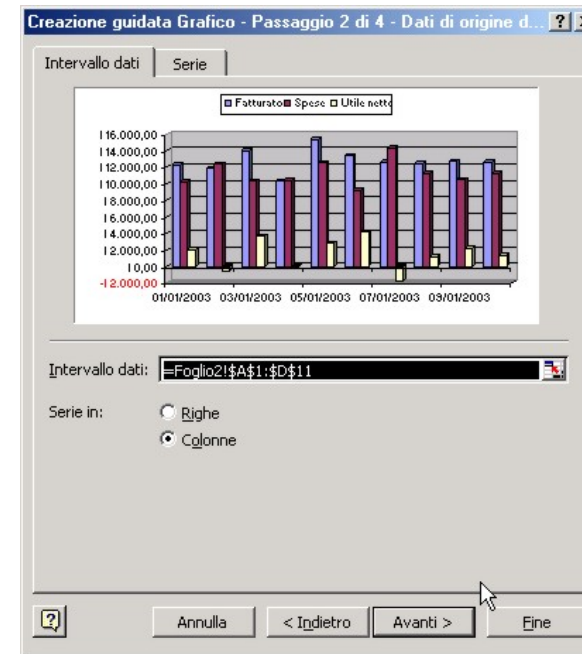 Creazione guidata Grafico - Passaggio 2 di 4 - Dati di origine d... ?
Intervallo dati Serie
Fatturato Spese Utile netto
I 16.000,00
I 14.000,00
I 12.000,00
I 10.000,00
I 8.000,00
I 6.000,00
I 4.000,00
I 2.000,00
I 0,00
-I 2.000,00
01/01/2003 03/01/2003 05/01/2003 07/01/2003 09/01/2003
Intervallo dati: =Foglio2!$A$1:$D$11
Serie in: Righe
Colonne
? Annulla < Indietro Avanti > Fine